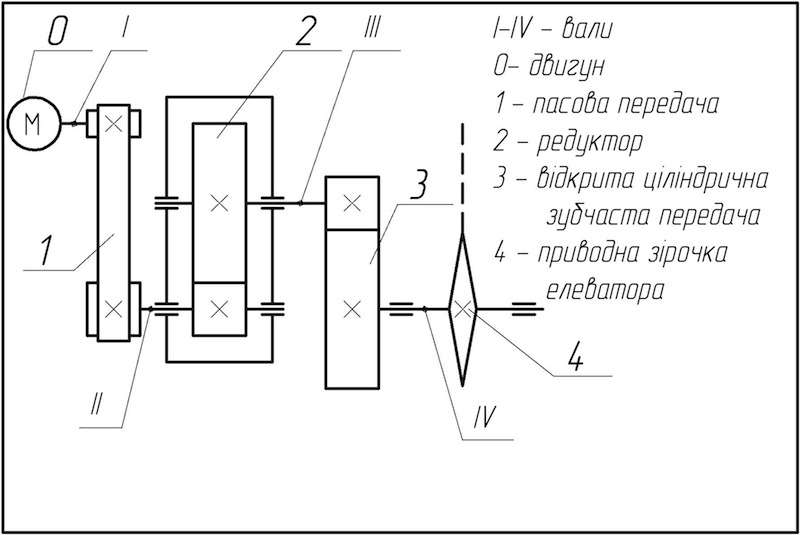 0
I
2
III
M
1
3
II
IV
4
I-IV - вали
0- двигун
1 - пасова передача
2 - редуктор
3 - відкрита циліндрична
зубчаста передача
4 - приводна зірочка
елеватора